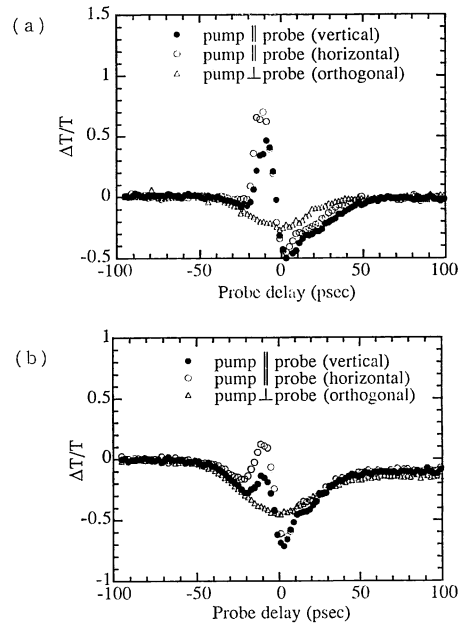 (a)
1.5
1
0.5
0
-0.5
ΔT/T
● pump ∥ probe (vertical)
○ pump ∥ probe (horizontal)
△ pump⊥probe (orthogonal)
-100 -50 0 50 100
Probe delay (psec)
(b)
1
0.5
0
-0.5
-1
ΔT/T
● pump ∥ probe (vertical)
○ pump ∥ probe (horizontal)
△ pump⊥probe (orthogonal)
-100 -50 0 50 100
Probe delay (psec)